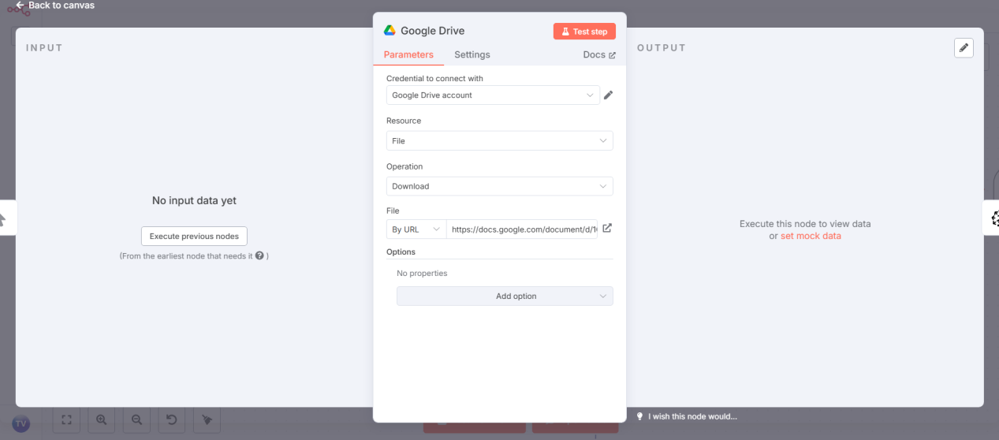 Back to canvas
INPUT
No input data yet
Execute previous nodes
(From the earliest node that needs it ? )
Google Drive
Test step
Parameters
Settings
Docs
Credential to connect with
Google Drive account
Resource
File
Operation
Download
File
By URL
https://docs.google.com/document/d/1
Options
No properties
Add option
OUTPUT
Execute this node to view data
or set mock data
I wish this node would...
TV